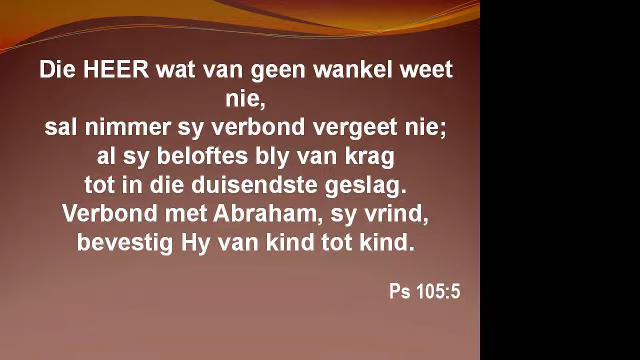 Die HEER wat van geen wankel weet
nie,
sal nimmer sy verbond vergeet nie;
al sy beloftes bly van krag
tot in die duisendste geslag.
Verbond met Abraham, sy vrind,
bevestig Hy van kind tot kind.
Ps 105:5